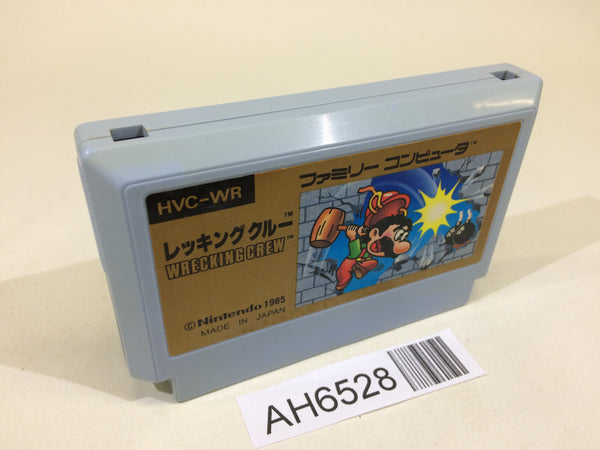 HVC-WR
ファミリー コンピュータ™
レッキングクルー™
WRECKING CREW™
©Nintendo 1985
MADE IN JAPAN
AH6528